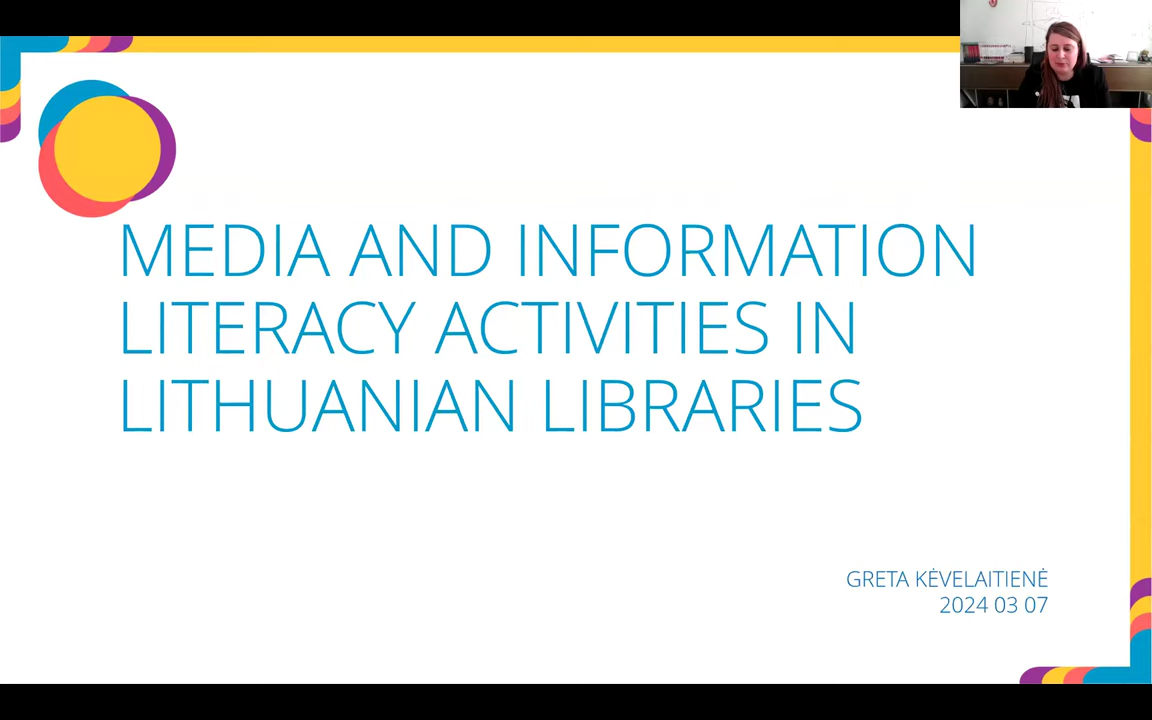 MEDIA AND INFORMATION
LITERACY ACTIVITIES IN
LITHUANIAN LIBRARIES
GRETA KĖVELAITIENĖ
2024 03 07